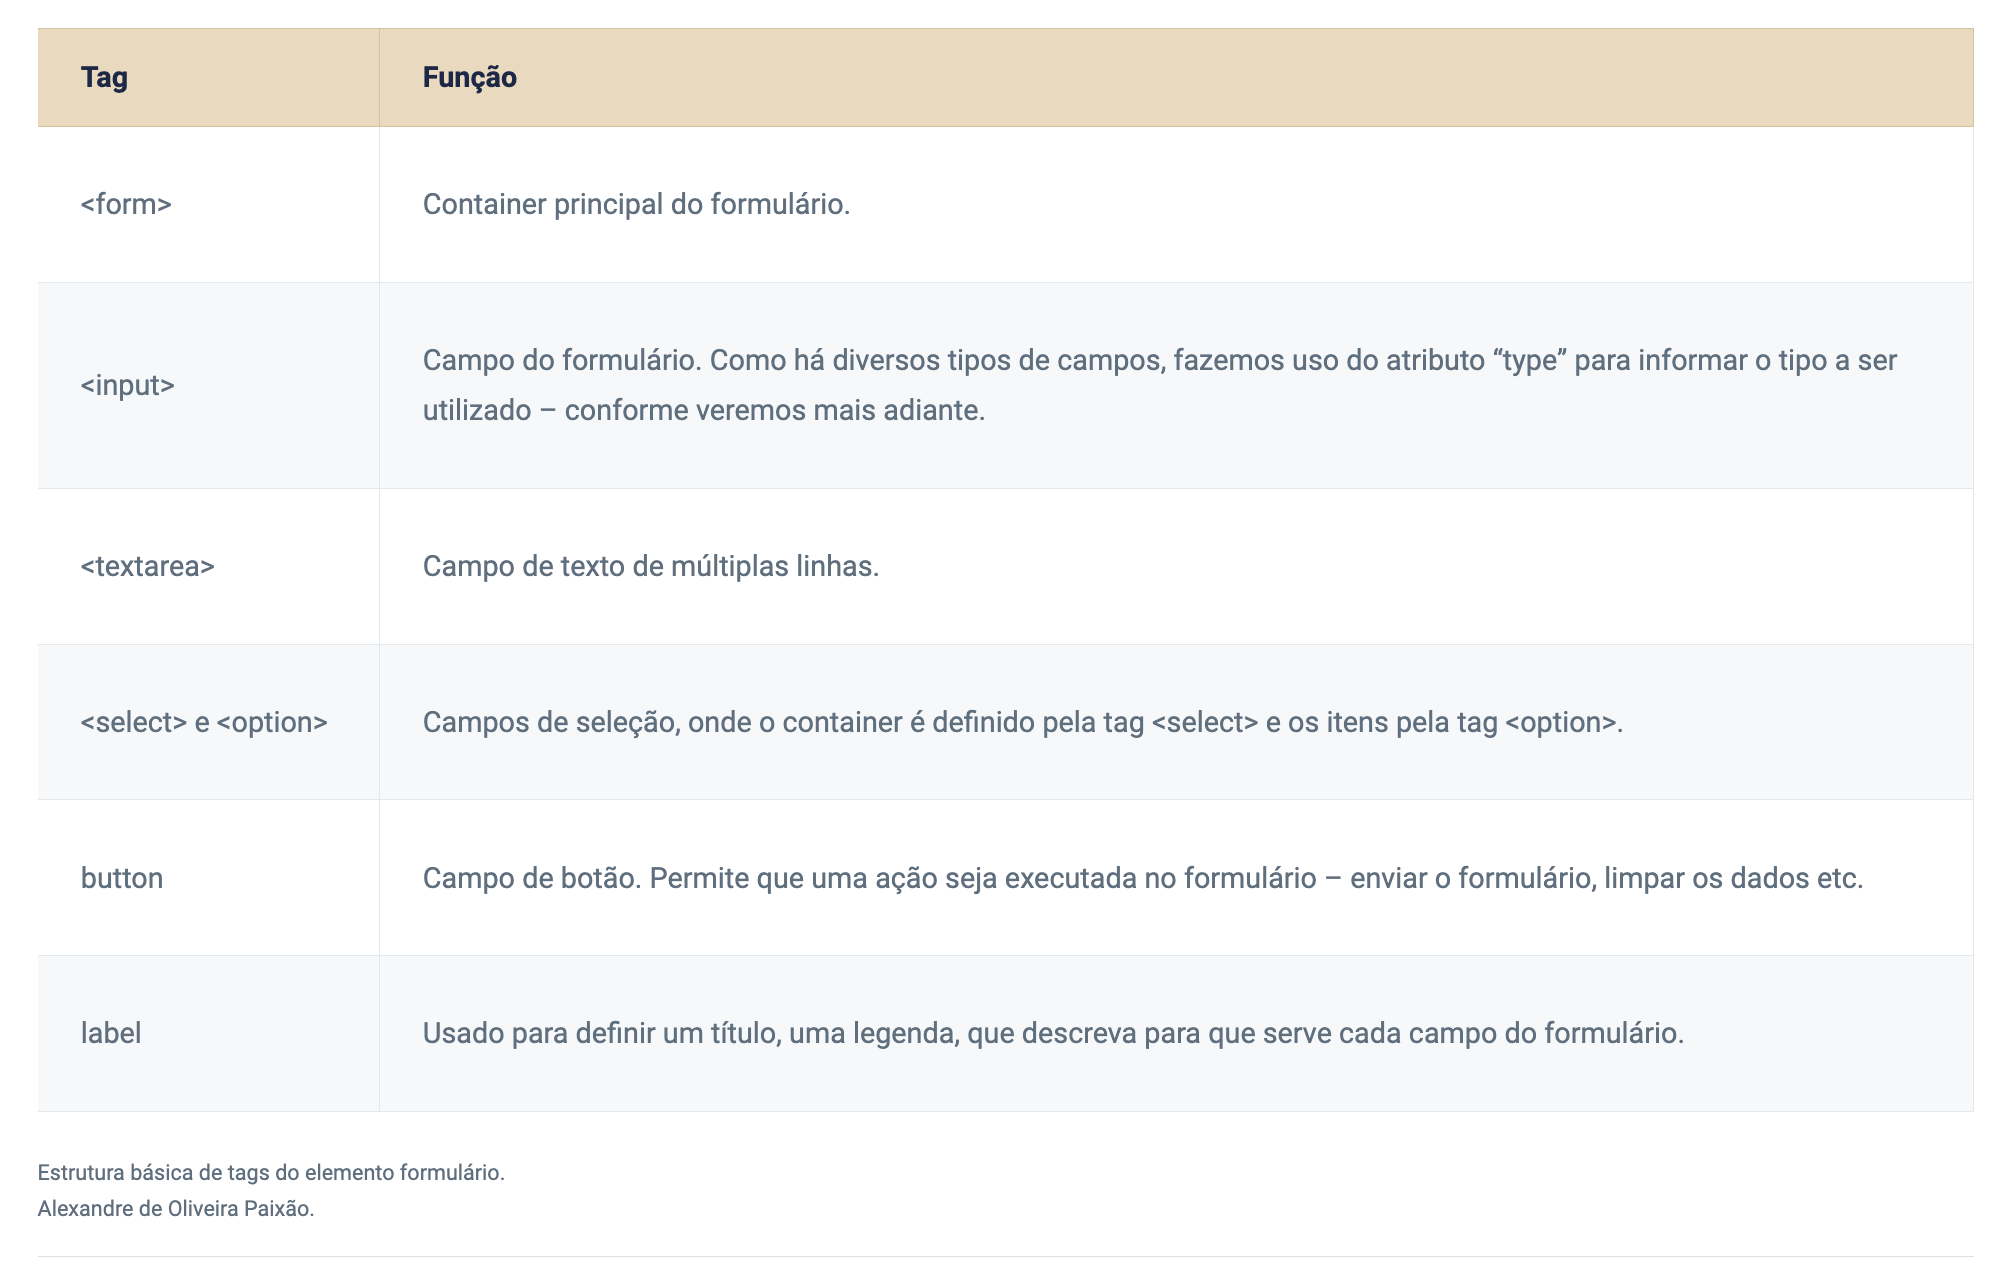 Tag
Função
<form>
Container principal do formulário.
<input>
Campo do formulário. Como há diversos tipos de campos, fazemos uso do atributo “type” para informar o tipo a ser
utilizado – conforme veremos mais adiante.
<textarea>
Campo de texto de múltiplas linhas.
<select> e <option>
Campos de seleção, onde o container é definido pela tag <select> e os itens pela tag <option>.
button
Campo de botão. Permite que uma ação seja executada no formulário – enviar o formulário, limpar os dados etc.
label
Usado para definir um título, uma legenda, que descreva para que serve cada campo do formulário.
Estrutura básica de tags do elemento formulário.
Alexandre de Oliveira Paixão.